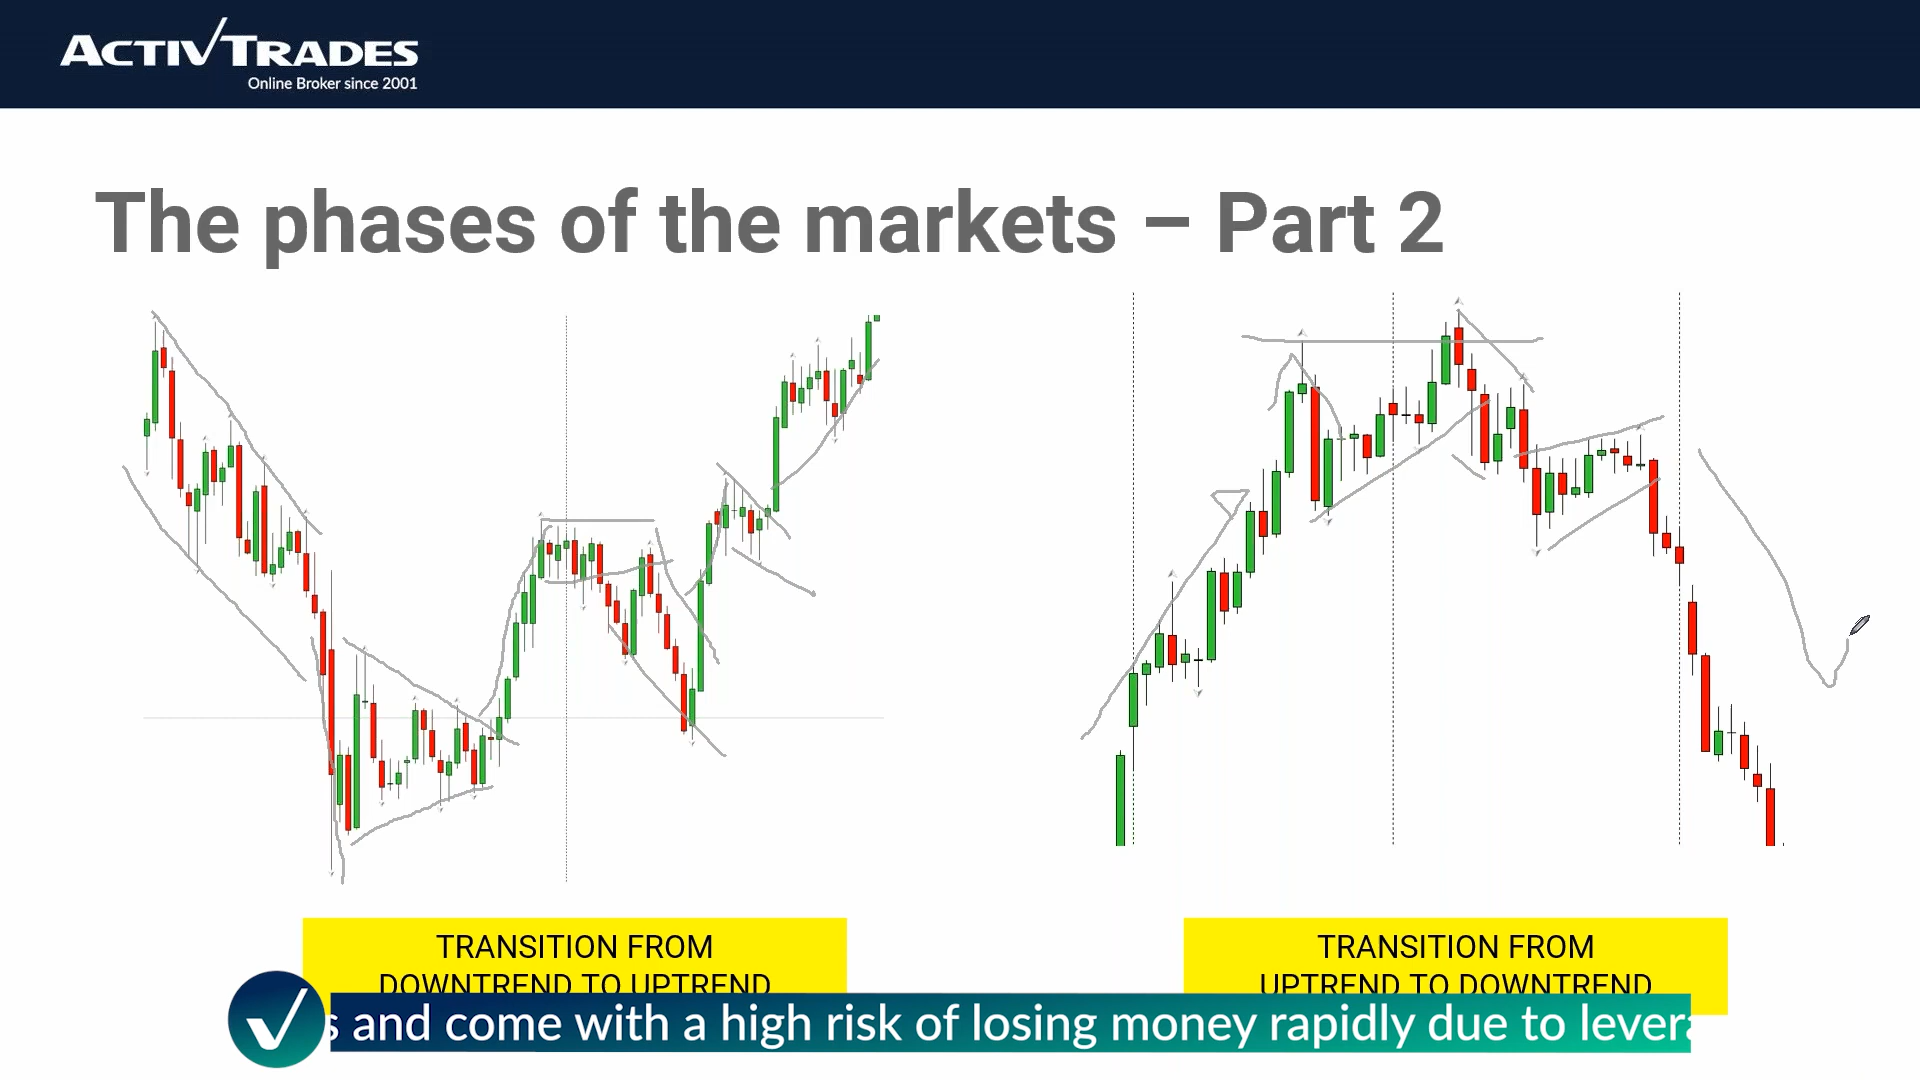 ACTIVTRADES
Online Broker since 2001
The phases of the markets – Part 2
TRANSITION FROM
DOWNTREND TO UPTREND
TRANSITION FROM
UPTREND TO DOWNTREND
and come with a high risk of losing money rapidly due to